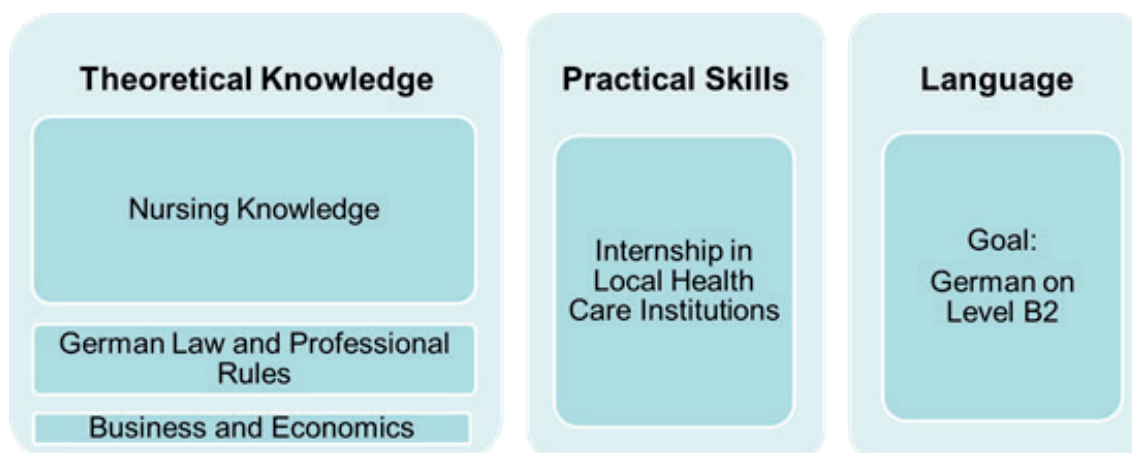 Theoretical Knowledge
Nursing Knowledge
German Law and Professional
Rules
Business and Economics
Practical Skills
Internship in
Local Health
Care Institutions
Language
Goal:
German on
Level B2